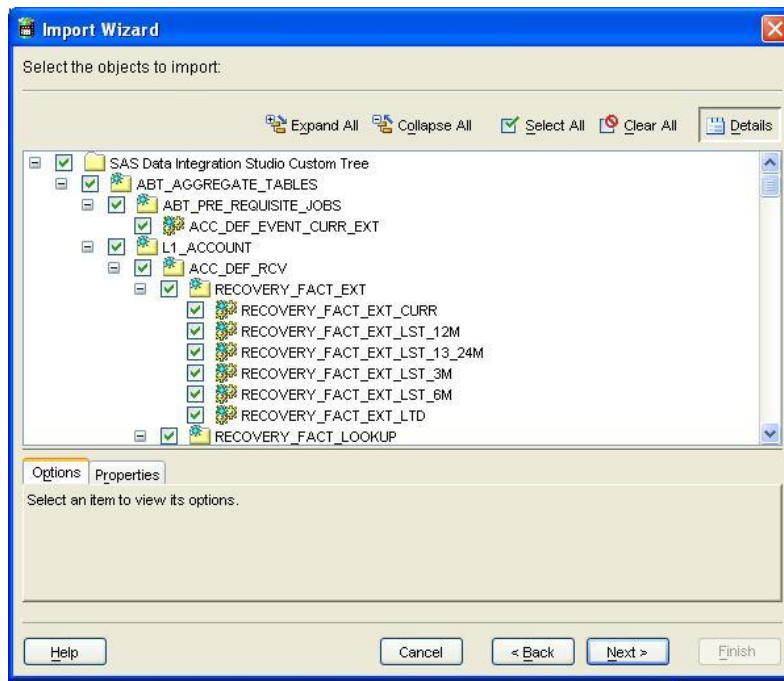 Import Wizard
Select the objects to import:
Expand All Collapse All Select All Clear All Details
SAS Data Integration Studio Custom Tree
ABT_AGGREGATE_TABLES
ABT_PRE_REQUISITE_JOBS
ACC_DEF_EVENT_CURR_EXT
L1_ACCOUNT
ACC_DEF_RCV
RECOVERY_FACT_EXT
RECOVERY_FACT_EXT_CURR
RECOVERY_FACT_EXT_LST_12M
RECOVERY_FACT_EXT_LST_13_24M
RECOVERY_FACT_EXT_LST_3M
RECOVERY_FACT_EXT_LST_6M
RECOVERY_FACT_EXT_LTD
RECOVERY_FACT_LOOKUP
Options Properties
Select an item to view its options.
Help Cancel < Back Next > Finish